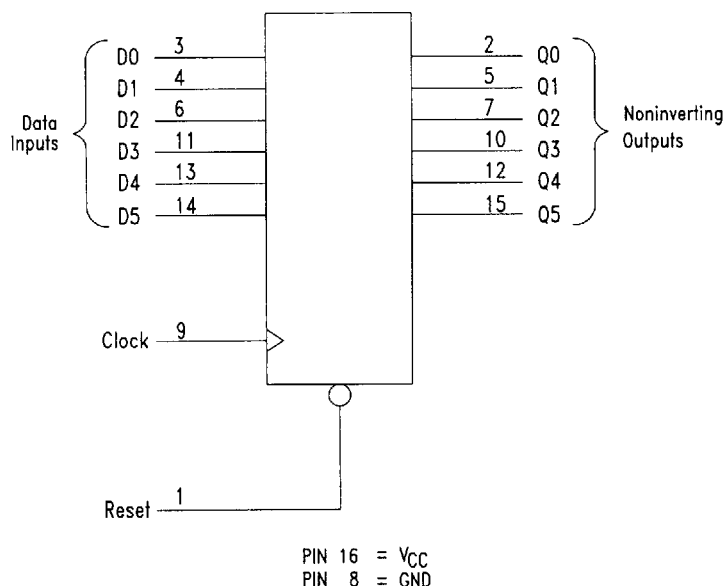 D0 3 2 Q0
D1 4 5 Q1
D2 6 7 Q2
D3 11 10 Q3
D4 13 12 Q4
D5 14 15 Q5
Data
Inputs
Noninverting
Outputs
Clock 9
Reset 1
PIN 16 = VCC
PIN 8 = GND